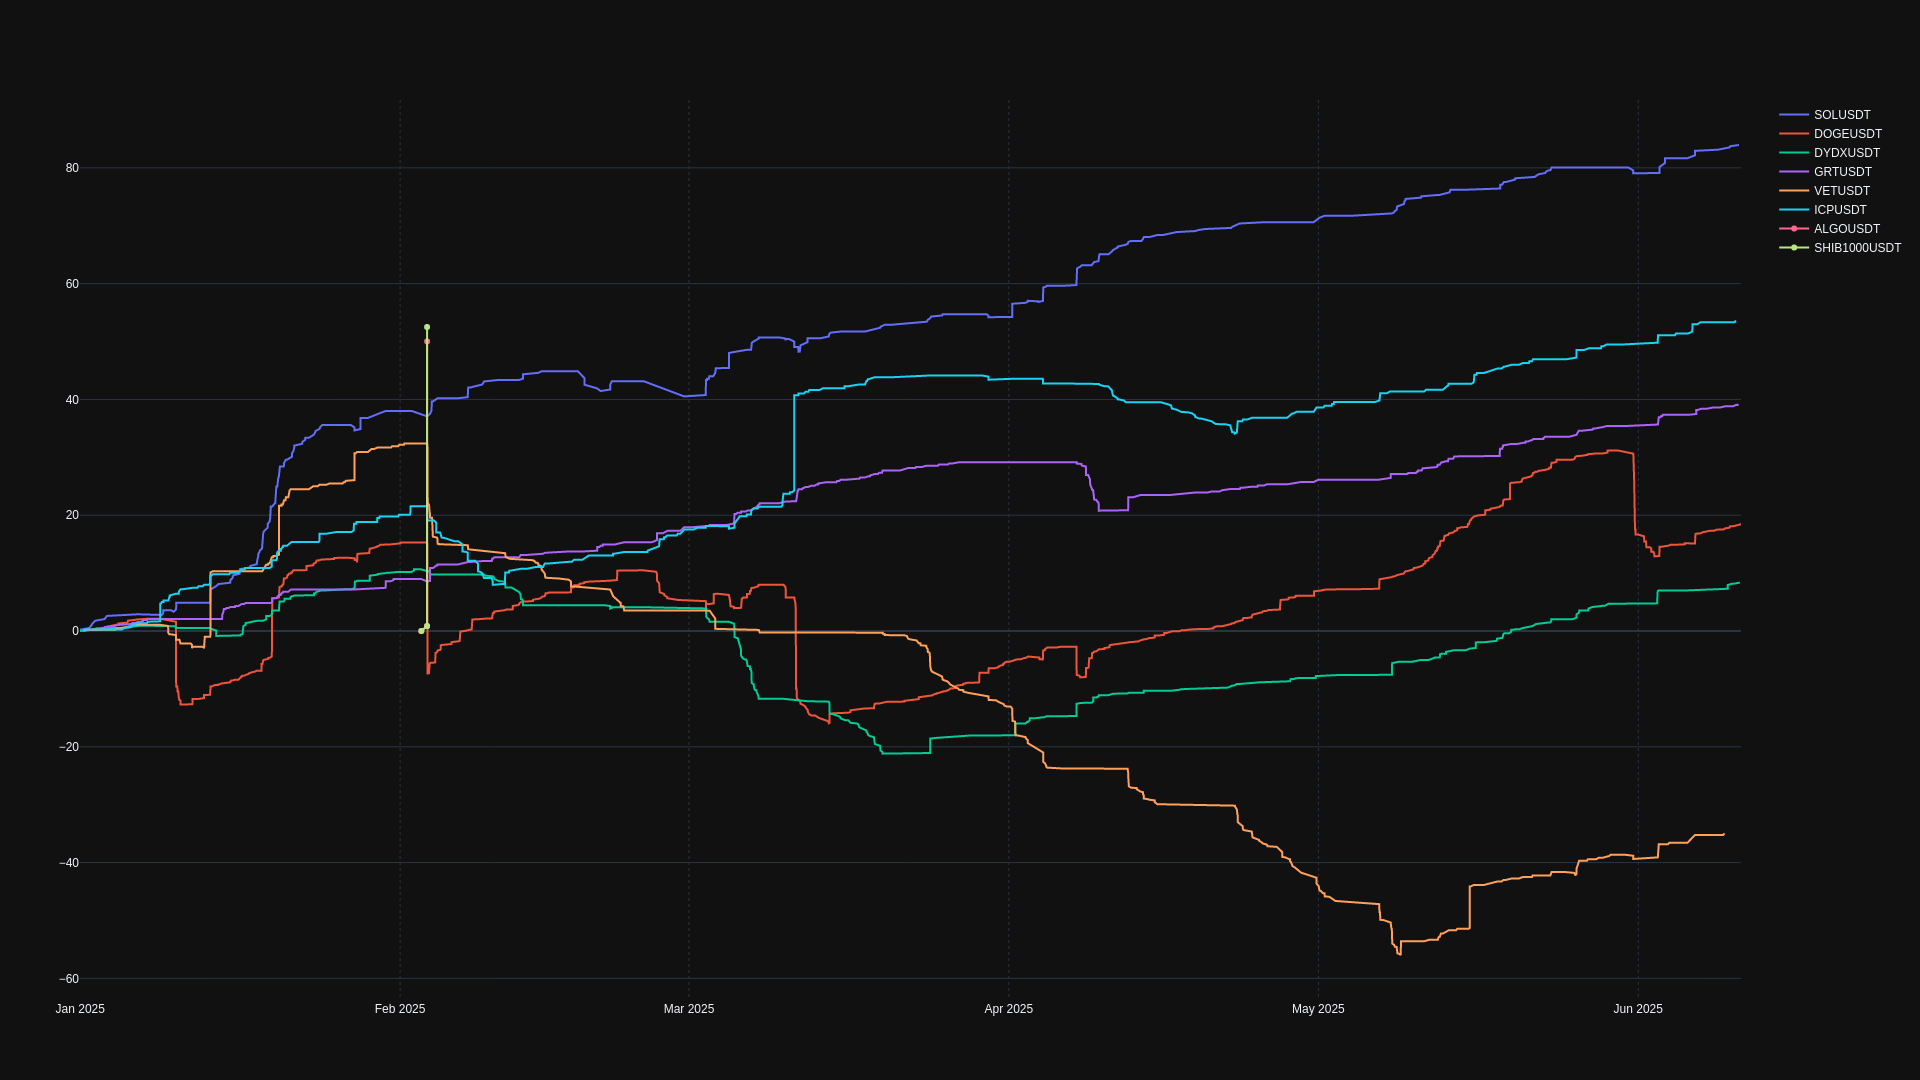 SOLUSDT
DOGEUSDT
DYDXUSDT
GRTUSDT
VETUSDT
ICPUSDT
ALGOUSDT
SHIB1000USDT
80
60
40
20
0
−20
−40
−60
Jan 2025
Feb 2025
Mar 2025
Apr 2025
May 2025
Jun 2025